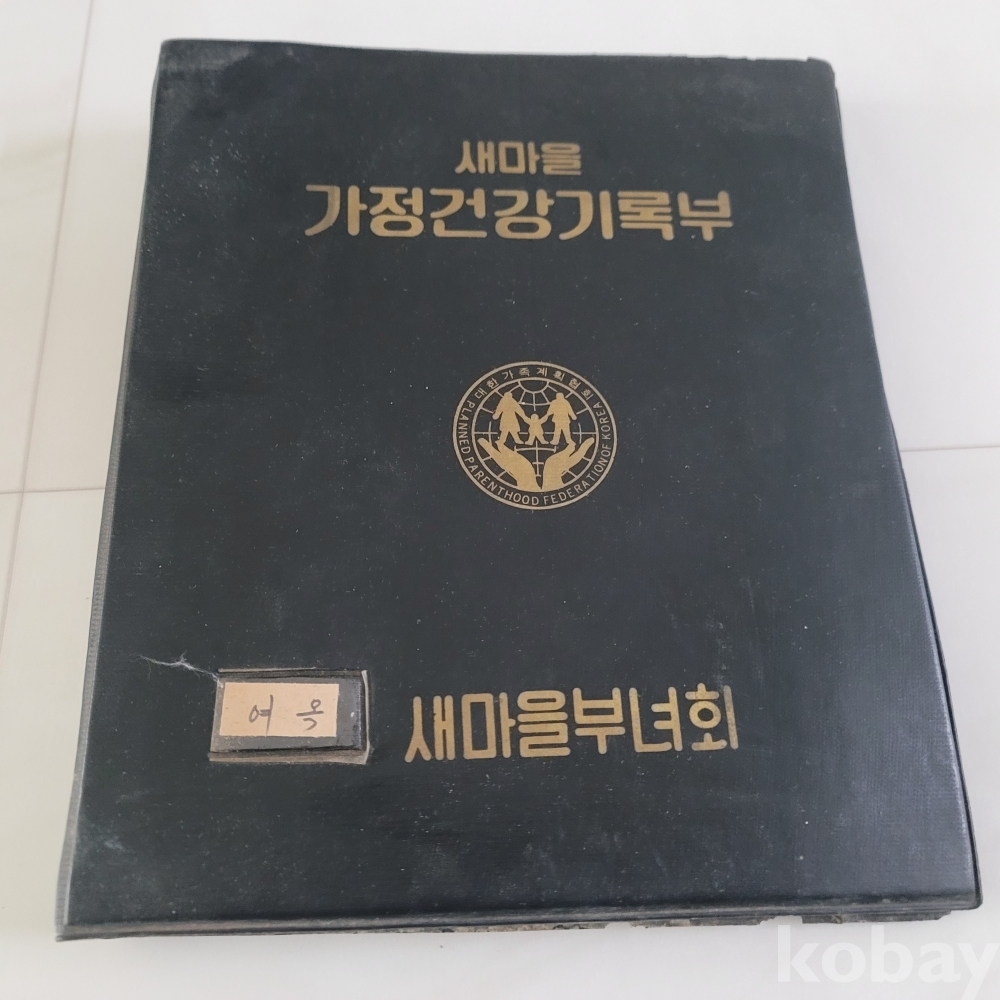 새마을
가정건강기록부
대한가족계획협회
PLANNED PARENTHOOD FEDERATION OF KOREA
여 옥
새마을부녀회
kobay